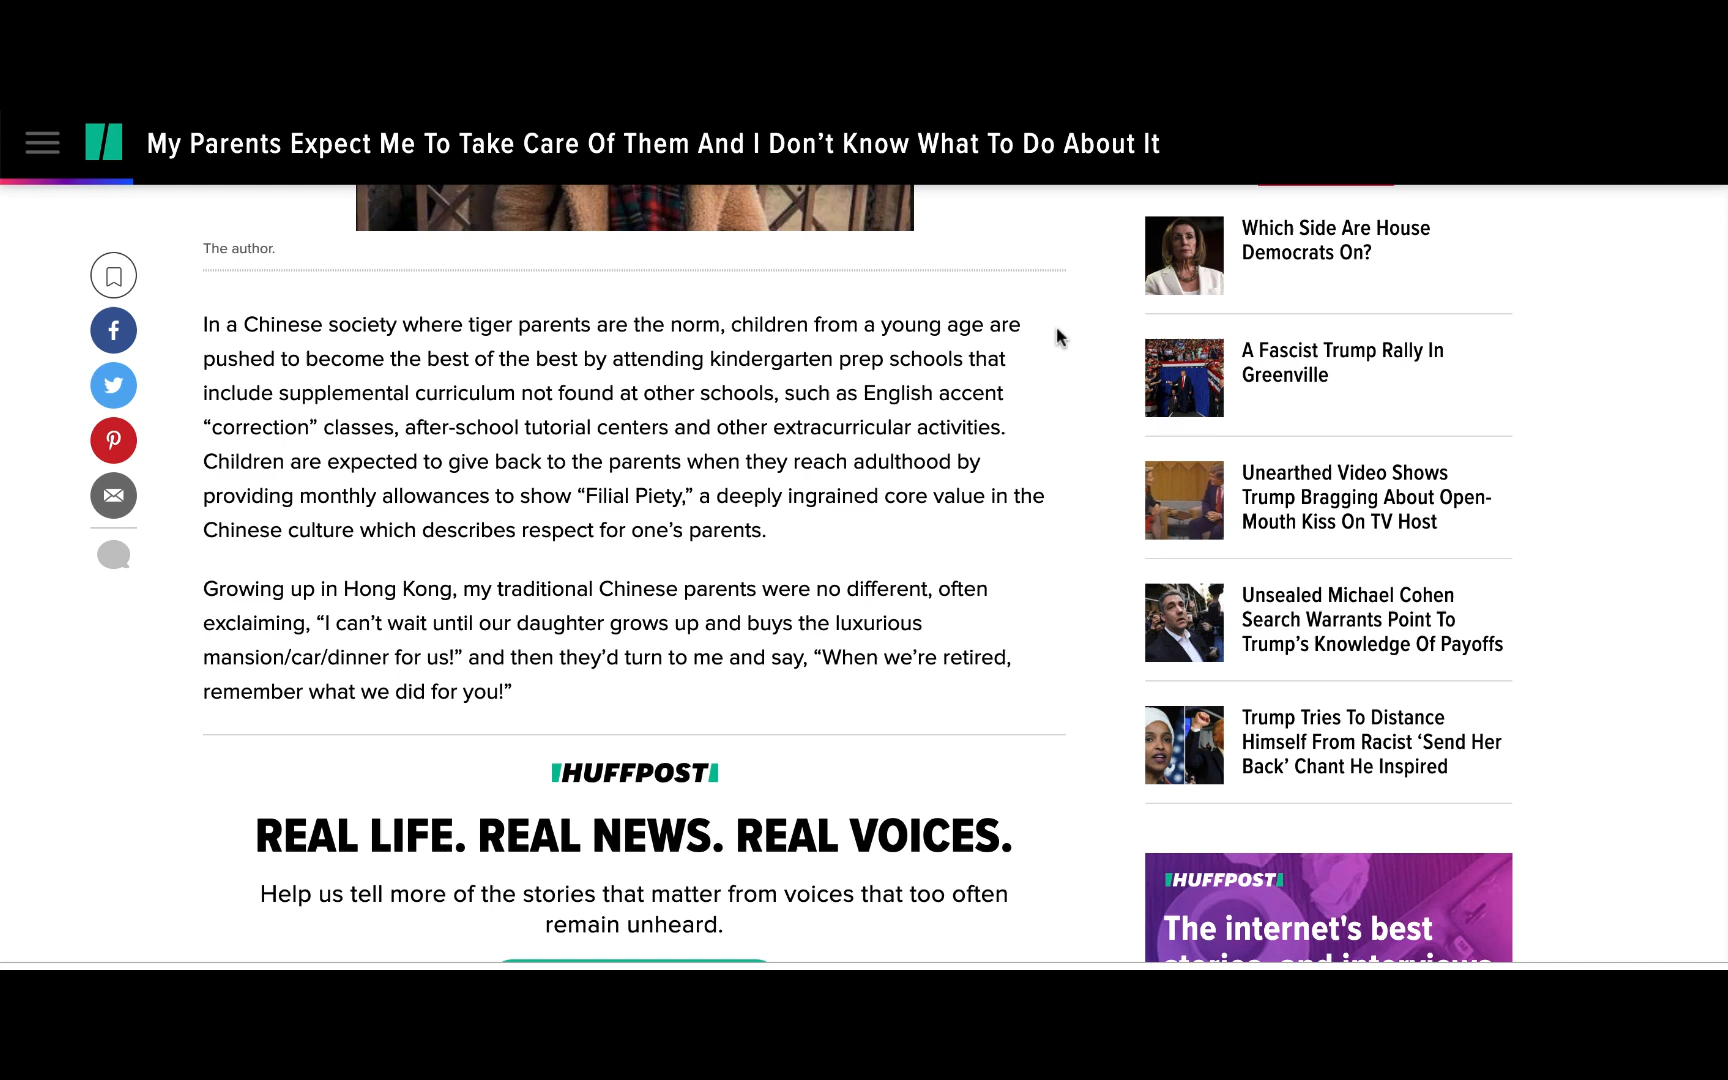 My Parents Expect Me To Take Care Of Them And I Don’t Know What To Do About It
The author.
In a Chinese society where tiger parents are the norm, children from a young age are
pushed to become the best of the best by attending kindergarten prep schools that
include supplemental curriculum not found at other schools, such as English accent
“correction” classes, after-school tutorial centers and other extracurricular activities.
Children are expected to give back to the parents when they reach adulthood by
providing monthly allowances to show “Filial Piety,” a deeply ingrained core value in the
Chinese culture which describes respect for one’s parents.
Growing up in Hong Kong, my traditional Chinese parents were no different, often
exclaiming, “I can’t wait until our daughter grows up and buys the luxurious
mansion/car/dinner for us!” and then they’d turn to me and say, “When we’re retired,
remember what we did for you!”
HUFFPOST
REAL LIFE. REAL NEWS. REAL VOICES.
Help us tell more of the stories that matter from voices that too often
remain unheard.
Which Side Are House
Democrats On?
A Fascist Trump Rally In
Greenville
Unearthed Video Shows
Trump Bragging About Open-
Mouth Kiss On TV Host
Unsealed Michael Cohen
Search Warrants Point To
Trump’s Knowledge Of Payoffs
Trump Tries To Distance
Himself From Racist ‘Send Her
Back’ Chant He Inspired
HUFFPOST
The internet's best
stories, and interviews